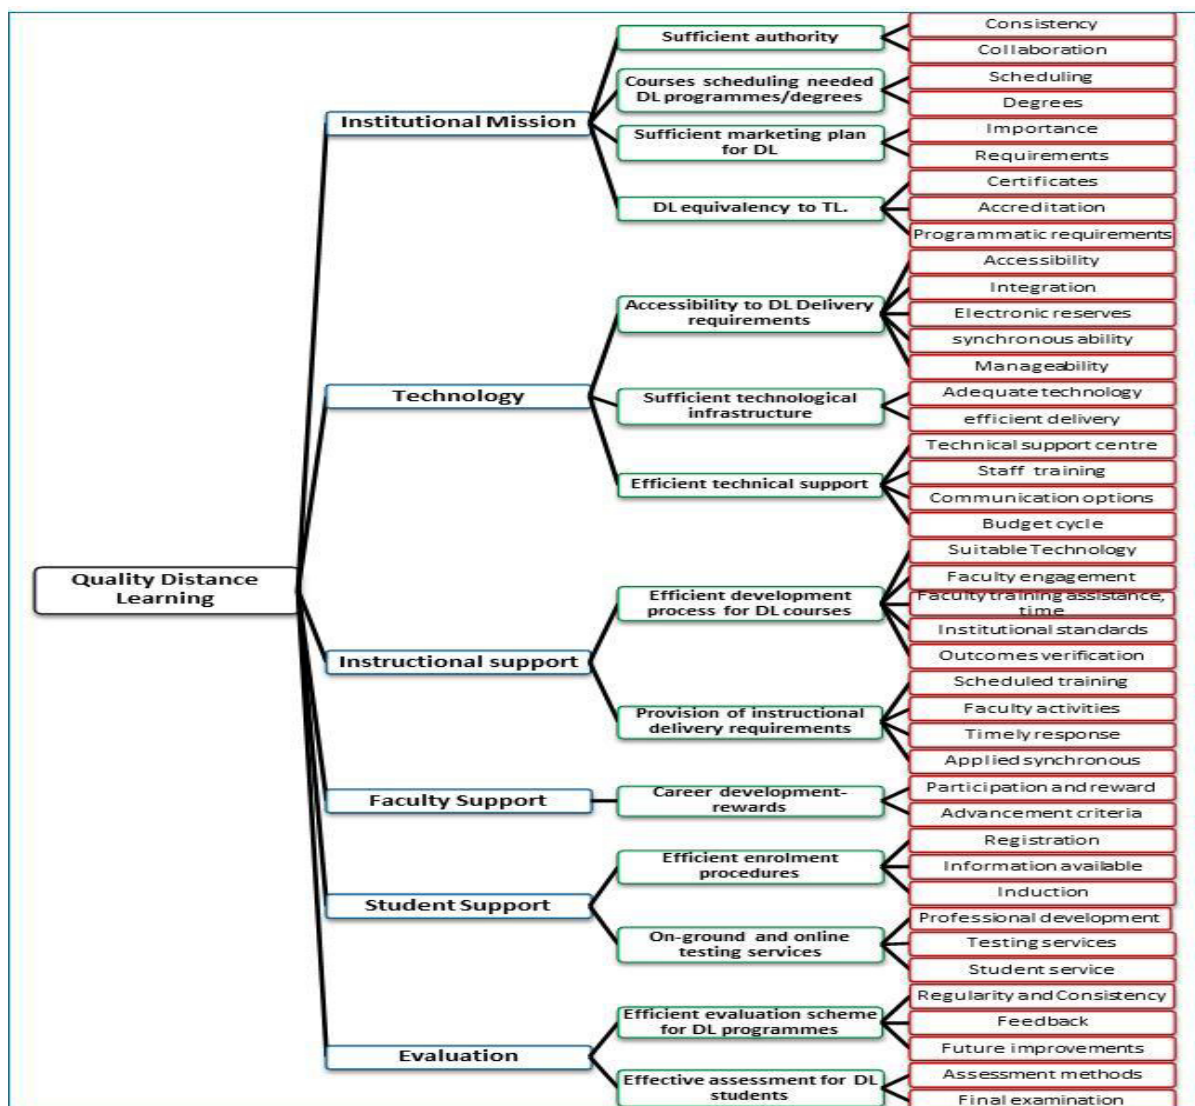 Quality Distance
Learning
Institutional Mission
Sufficient authority
Consistency
Collaboration
Courses scheduling needed
DL programmes/degrees
Scheduling
Degrees
Sufficient marketing plan
for DL
Importance
Requirements
DL equivalency to TL.
Certificates
Accreditation
Programmatic requirements
Technology
Accessibility to DL Delivery
requirements
Accessibility
Integration
Electronic reserves
synchronous ability
Manageability
Sufficient technological
infrastructure
Adequate technology
efficient delivery
Efficient technical support
Technical support centre
Staff training
Communication options
Budget cycle
Instructional support
Efficient development
process for DL courses
Suitable Technology
Faculty engagement
Faculty training assistance,
time
Institutional standards
Outcomes verification
Provision of instructional
delivery requirements
Scheduled training
Faculty activities
Timely response
Applied synchronous
Faculty Support
Career development-
rewards
Participation and reward
Advancement criteria
Student Support
Efficient enrolment
procedures
Registration
Information available
Induction
On-ground and online
testing services
Professional development
Testing services
Student service
Evaluation
Efficient evaluation scheme
for DL programmes
Regularity and Consistency
Feedback
Future improvements
Effective assessment for DL
students
Assessment methods
Final examination